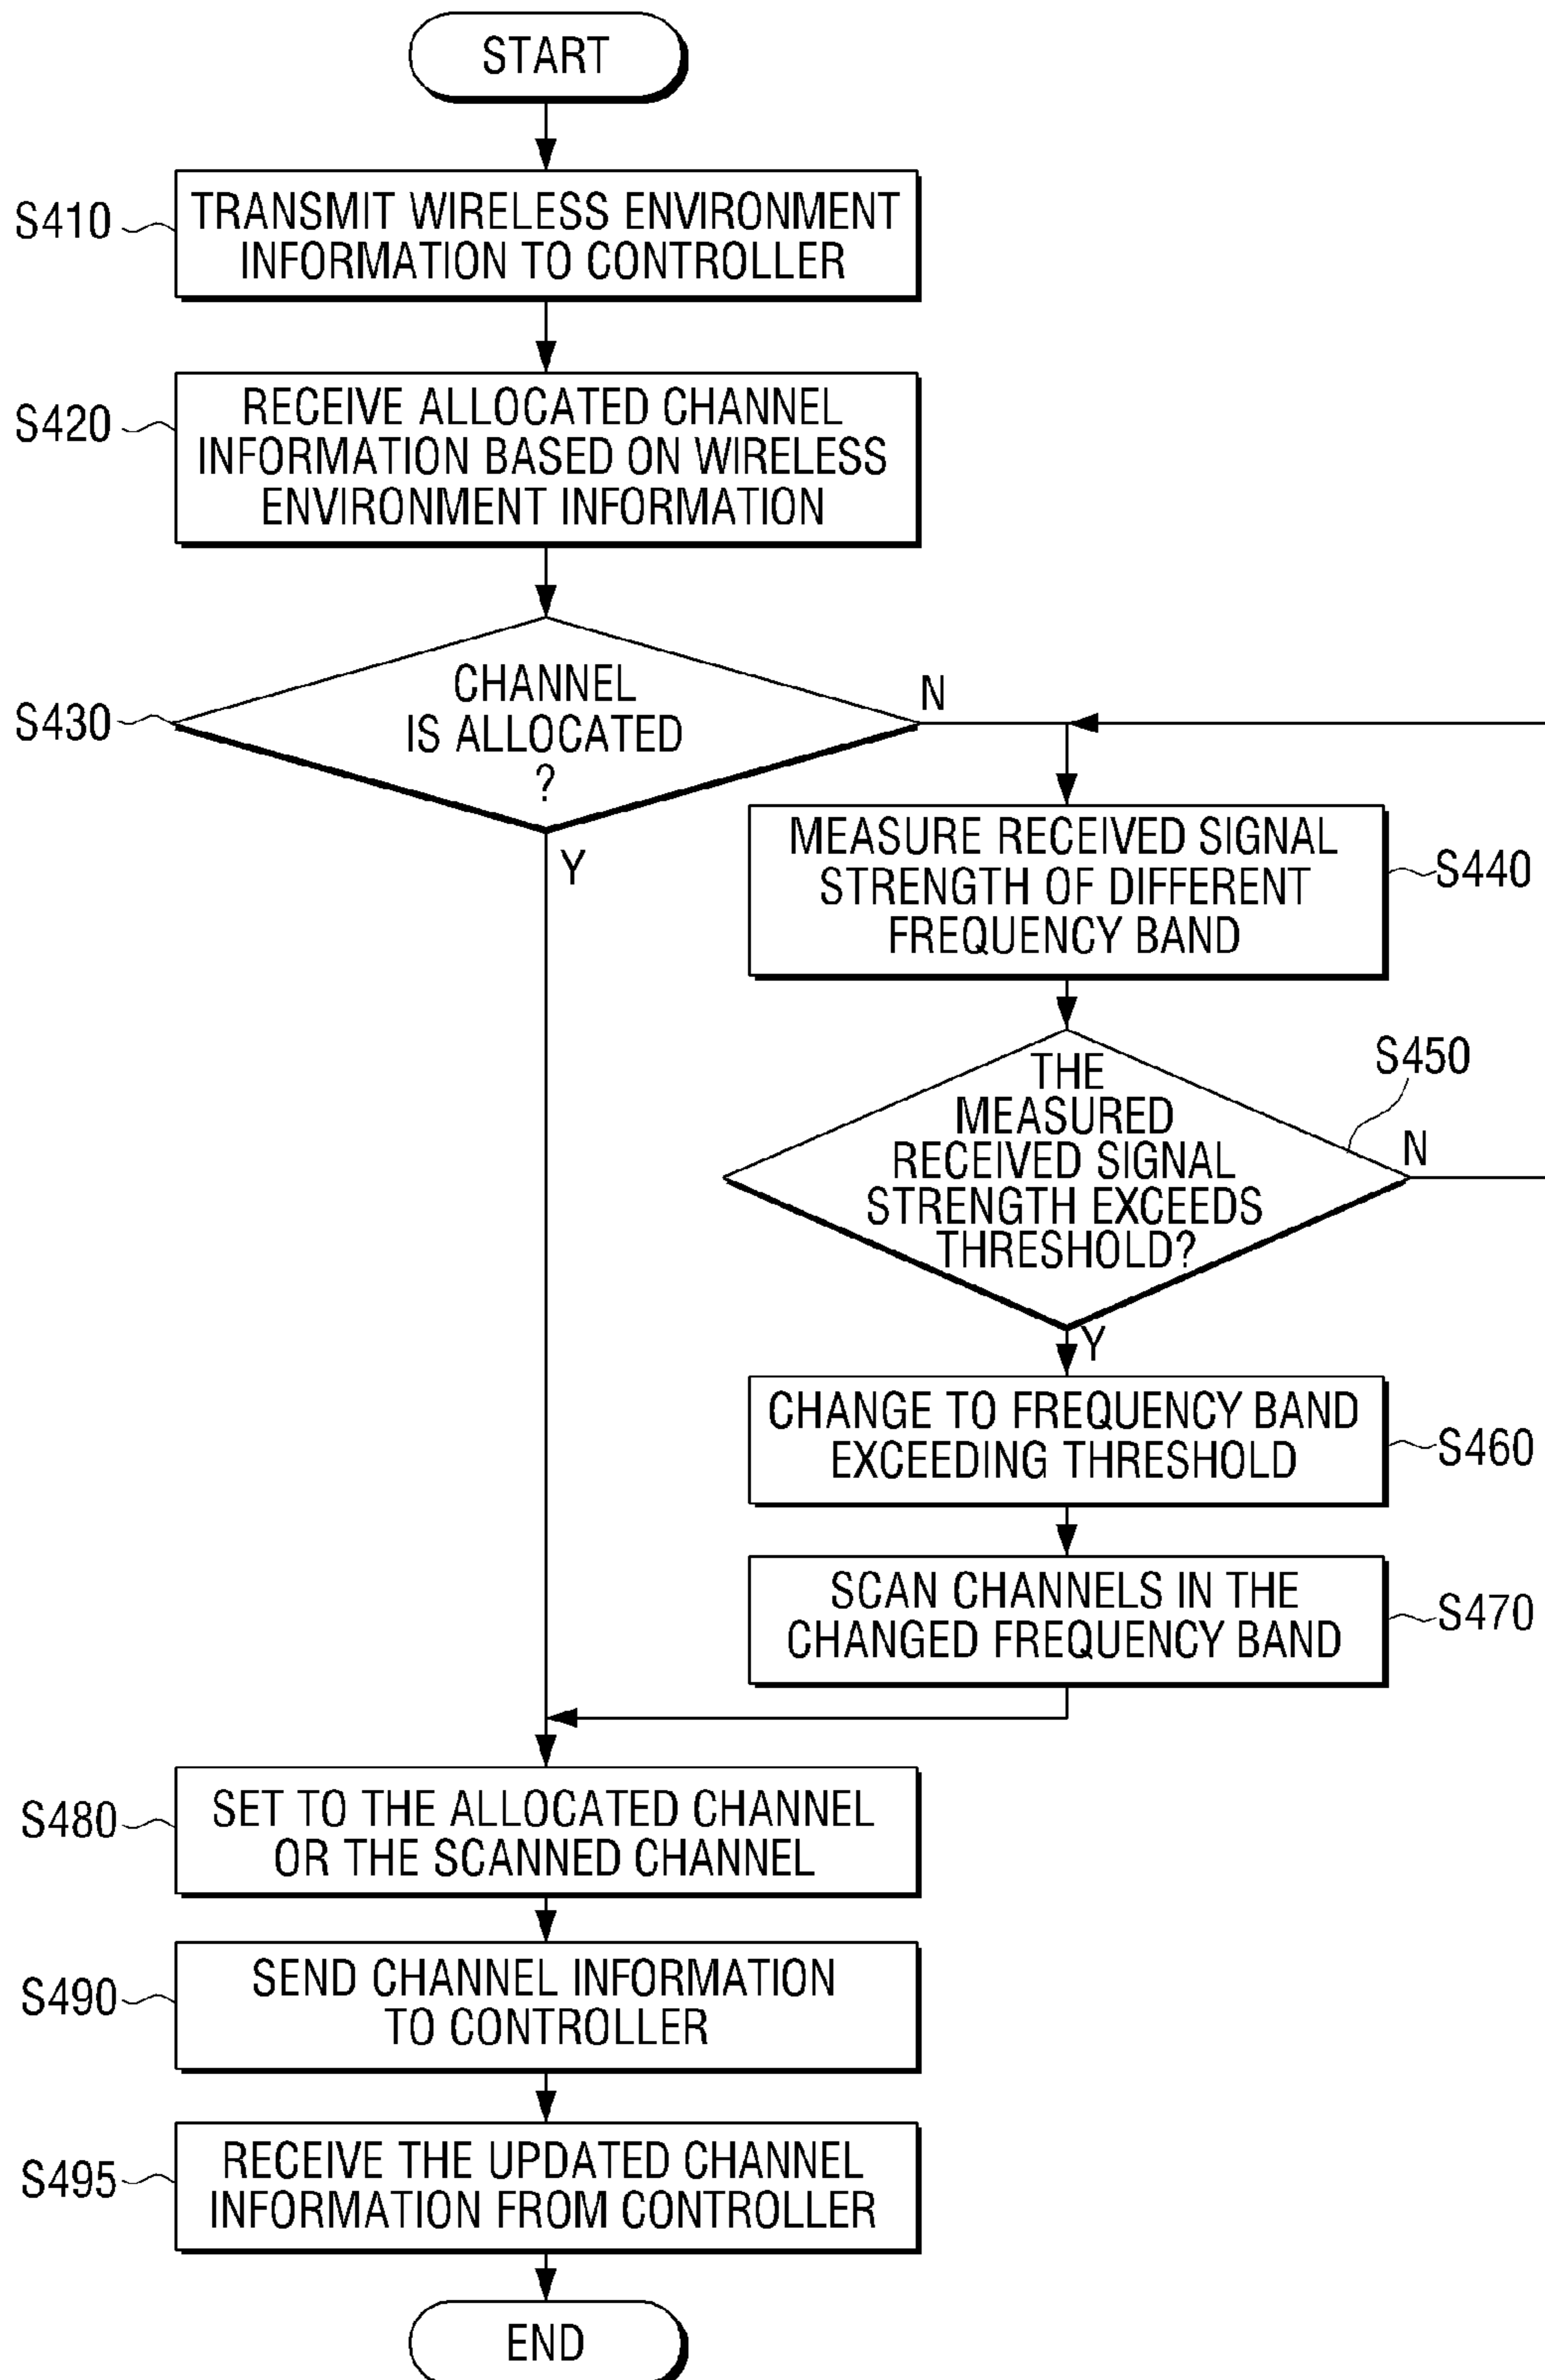 START
S410
TRANSMIT WIRELESS ENVIRONMENT
INFORMATION TO CONTROLLER
S420
RECEIVE ALLOCATED CHANNEL
INFORMATION BASED ON WIRELESS
ENVIRONMENT INFORMATION
S430
CHANNEL
IS ALLOCATED
?
N
Y
MEASURE RECEIVED SIGNAL
STRENGTH OF DIFFERENT
FREQUENCY BAND
S440
THE
MEASURED
RECEIVED SIGNAL
STRENGTH EXCEEDS
THRESHOLD?
S450
N
Y
CHANGE TO FREQUENCY BAND
EXCEEDING THRESHOLD
S460
SCAN CHANNELS IN THE
CHANGED FREQUENCY BAND
S470
S480
SET TO THE ALLOCATED CHANNEL
OR THE SCANNED CHANNEL
S490
SEND CHANNEL INFORMATION
TO CONTROLLER
S495
RECEIVE THE UPDATED CHANNEL
INFORMATION FROM CONTROLLER
END